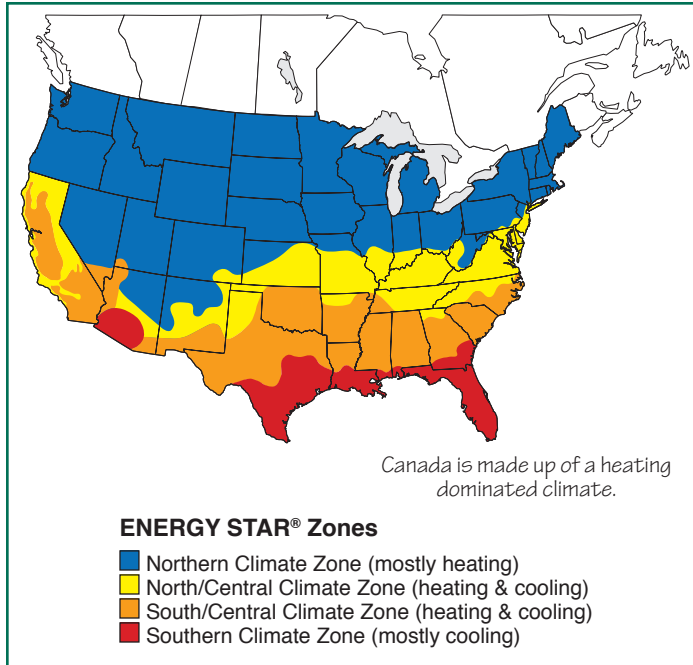 Canada is made up of a heating
dominated climate.
ENERGY STAR® Zones
Northern Climate Zone (mostly heating)
North/Central Climate Zone (heating & cooling)
South/Central Climate Zone (heating & cooling)
Southern Climate Zone (mostly cooling)